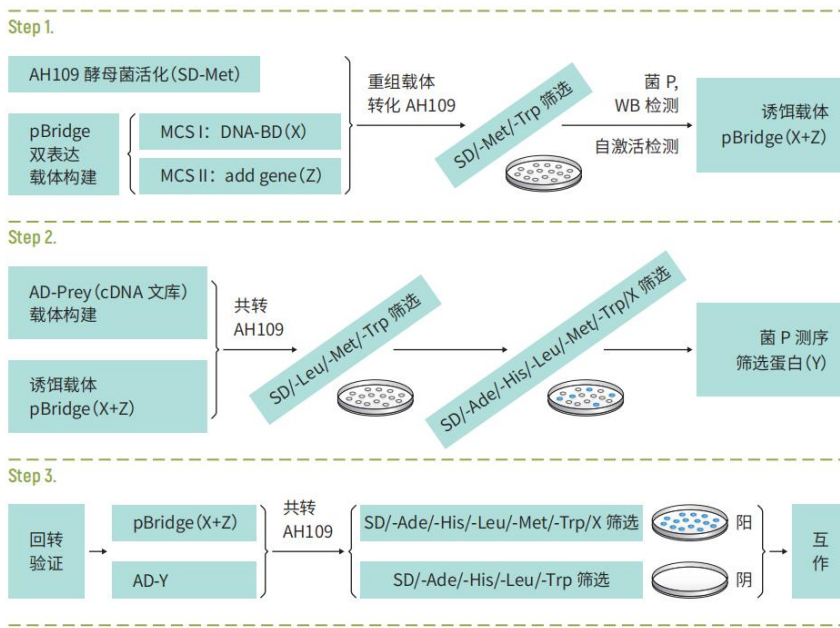 Step 1.
AH109 酵母菌活化(SD-Met)
pBridge
双表达
载体构建
MCS I：DNA-BD(X)
MCS II：add gene(Z)
重组载体
转化 AH109
SD/-Met/-Trp 筛选
菌 P,
WB 检测
自激活检测
诱饵载体
pBridge(X+Z)
Step 2.
AD-Prey(cDNA 文库)
载体构建
诱饵载体
pBridge(X+Z)
共转
AH109
SD/-Leu/-Met/-Trp 筛选
SD/-Ade/-His/-Leu/-Met/-Trp/X 筛选
菌 P 测序
筛选蛋白(Y)
Step 3.
回转
验证
pBridge(X+Z)
AD-Y
共转
AH109
SD/-Ade/-His/-Leu/-Met/-Trp/X 筛选
阳
SD/-Ade/-His/-Leu/-Trp 筛选
阴
互
作